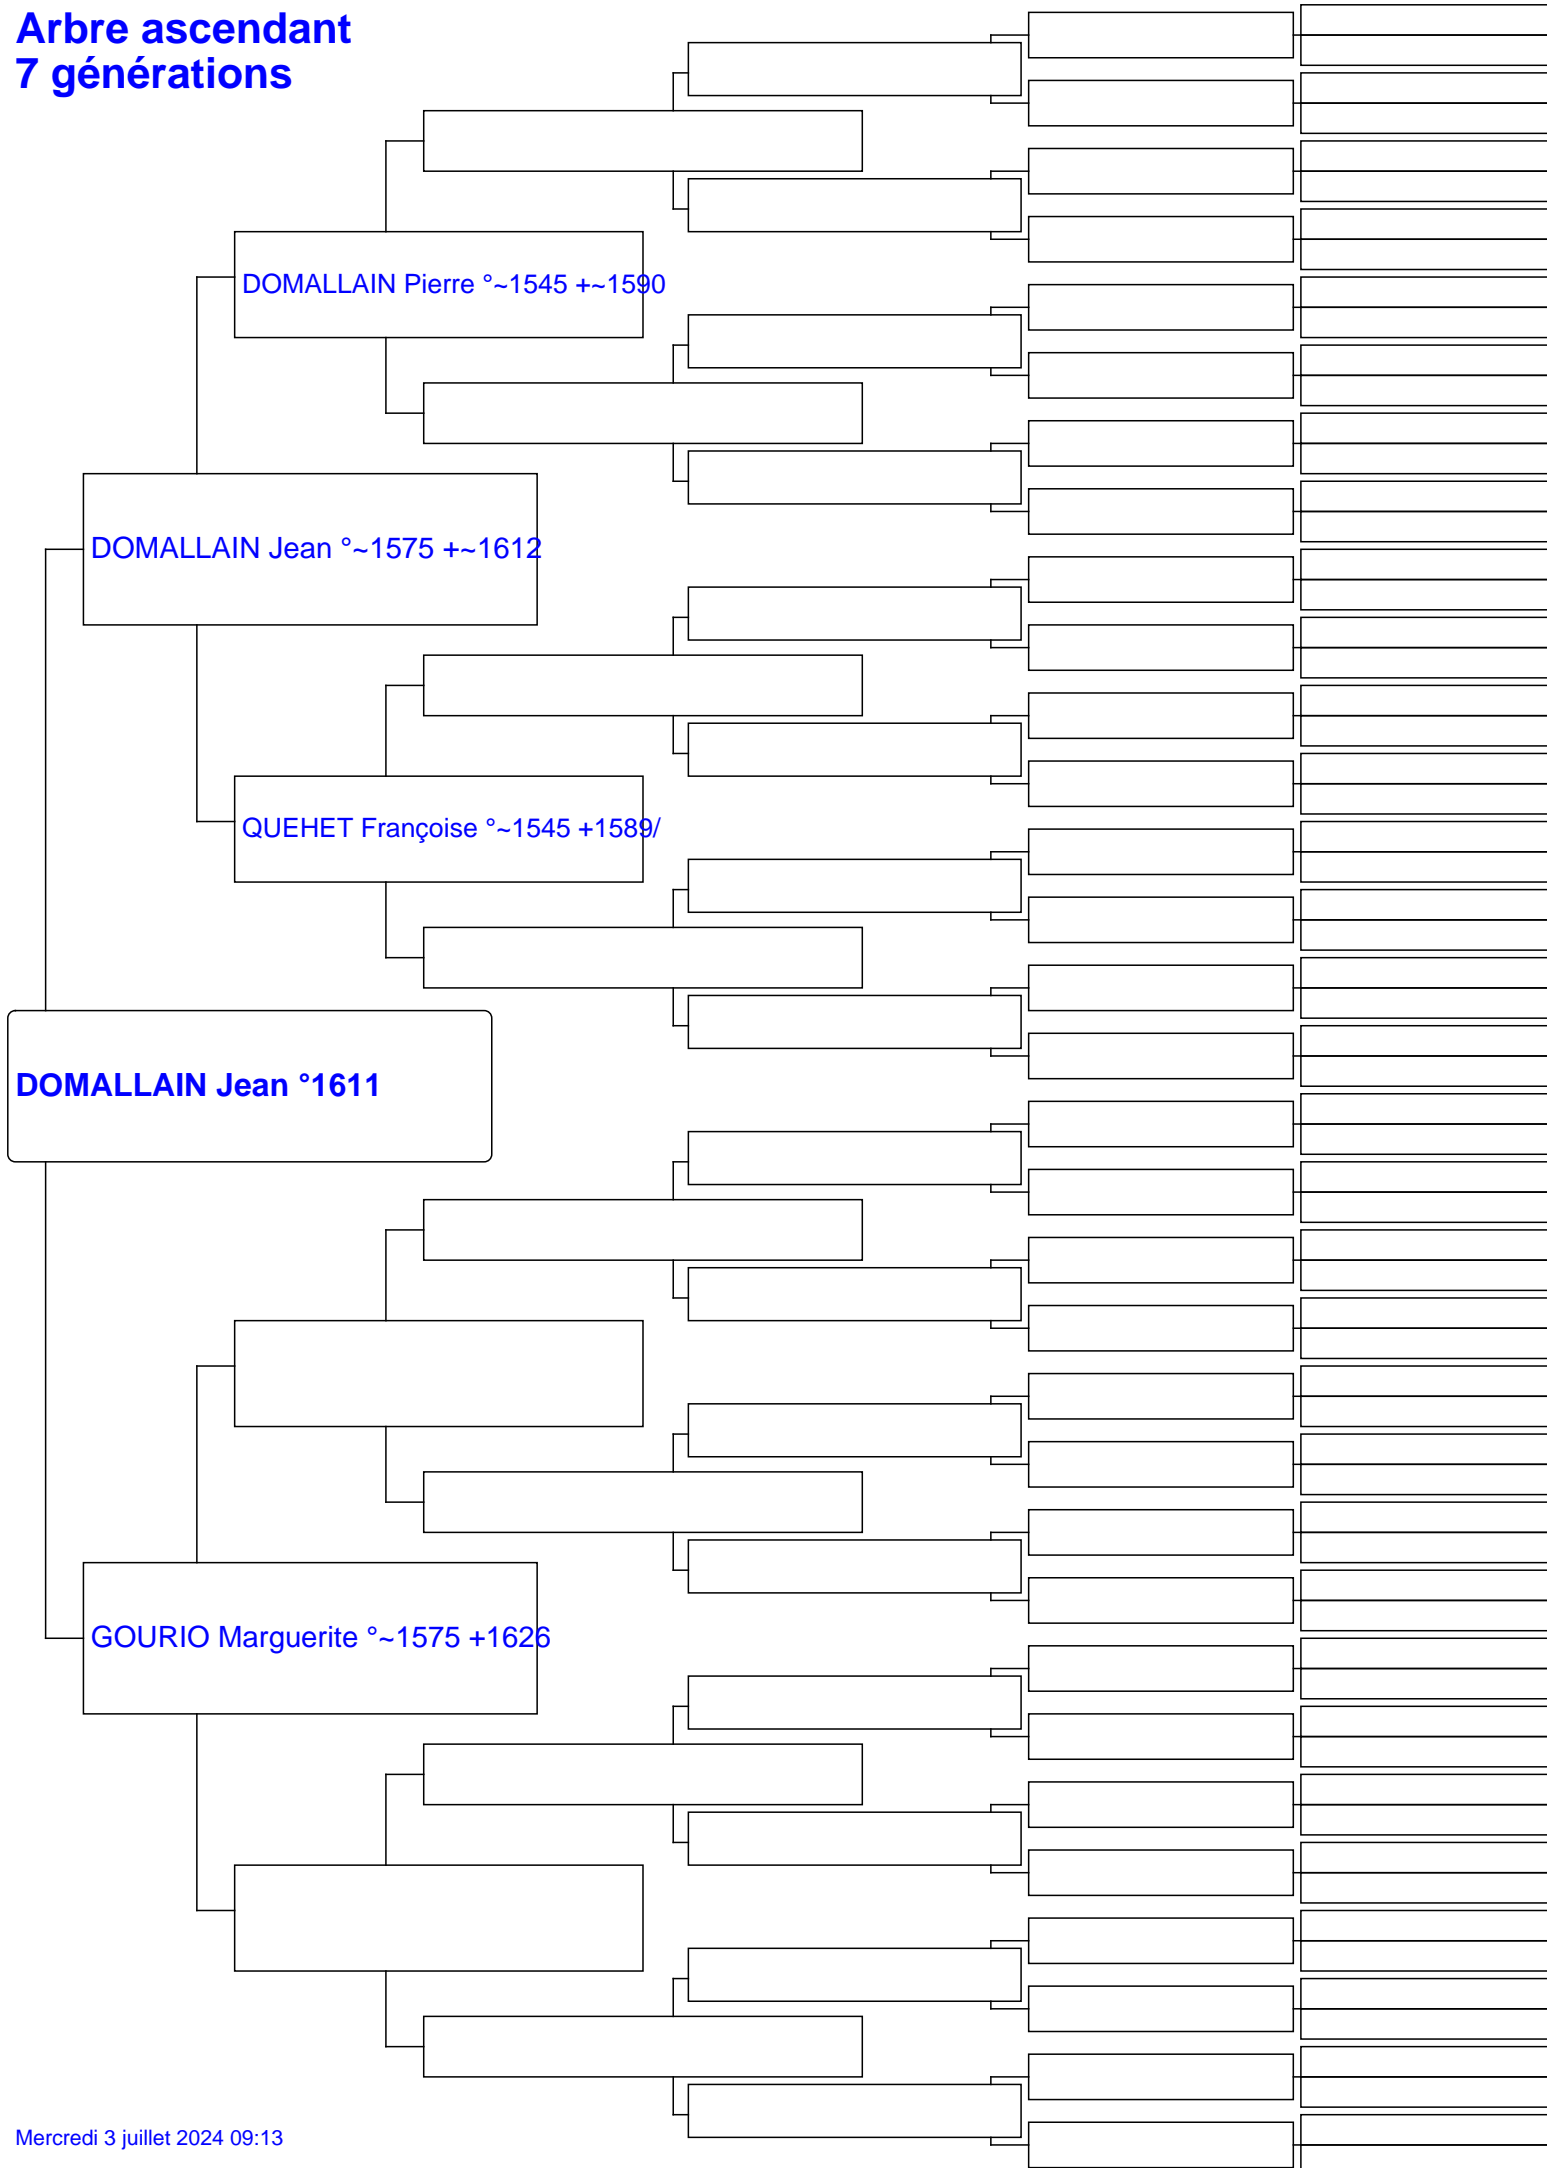 Arbre ascendant
7 générations
DOMALLAIN Pierre °~1545 +~1590
DOMALLAIN Jean °~1575 +~1612
QUEHET Françoise °~1545 +1589/
DOMALLAIN Jean °1611
GOURIO Marguerite °~1575 +1626
Mercredi 3 juillet 2024 09:13